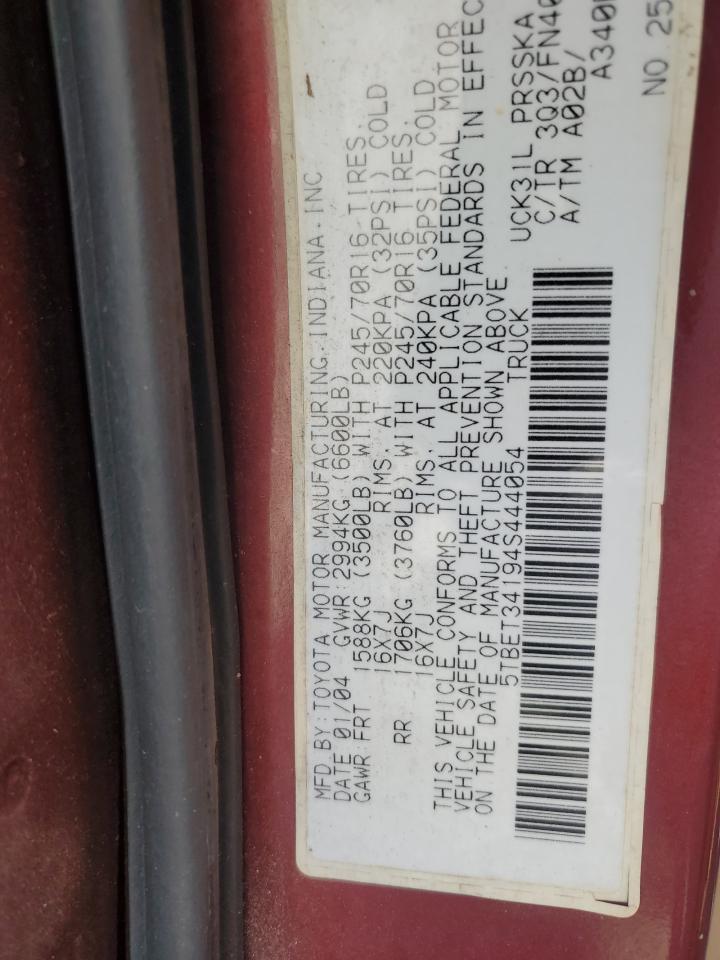 MFD BY: TOYOTA MOTOR MANUFACTURING, INDIANA. INC
DATE 01/04 GVWR: 2994KG (6600LB)
GAWR: FRT 1588KG (3500LB) WITH P245/70R16 TIRES.
16X7J RIMS. AT 220KPA (32PSI) COLD
RR 1706KG (3760LB) WITH P245/70R16 TIRES.
16X7J RIMS. AT 240KPA (35PSI) COLD
THIS VEHICLE CONFORMS TO ALL APPLICABLE FEDERAL MOTOR
VEHICLE SAFETY AND THEFT PREVENTION STANDARDS IN EFFEC
ON THE DATE OF MANUFACTURE SHOWN ABOVE
5TBET34194S444054 TRUCK
UCK31L PRSSKA
C/TR 3Q3/FN40
A/TM A02B/
A340
NO 25